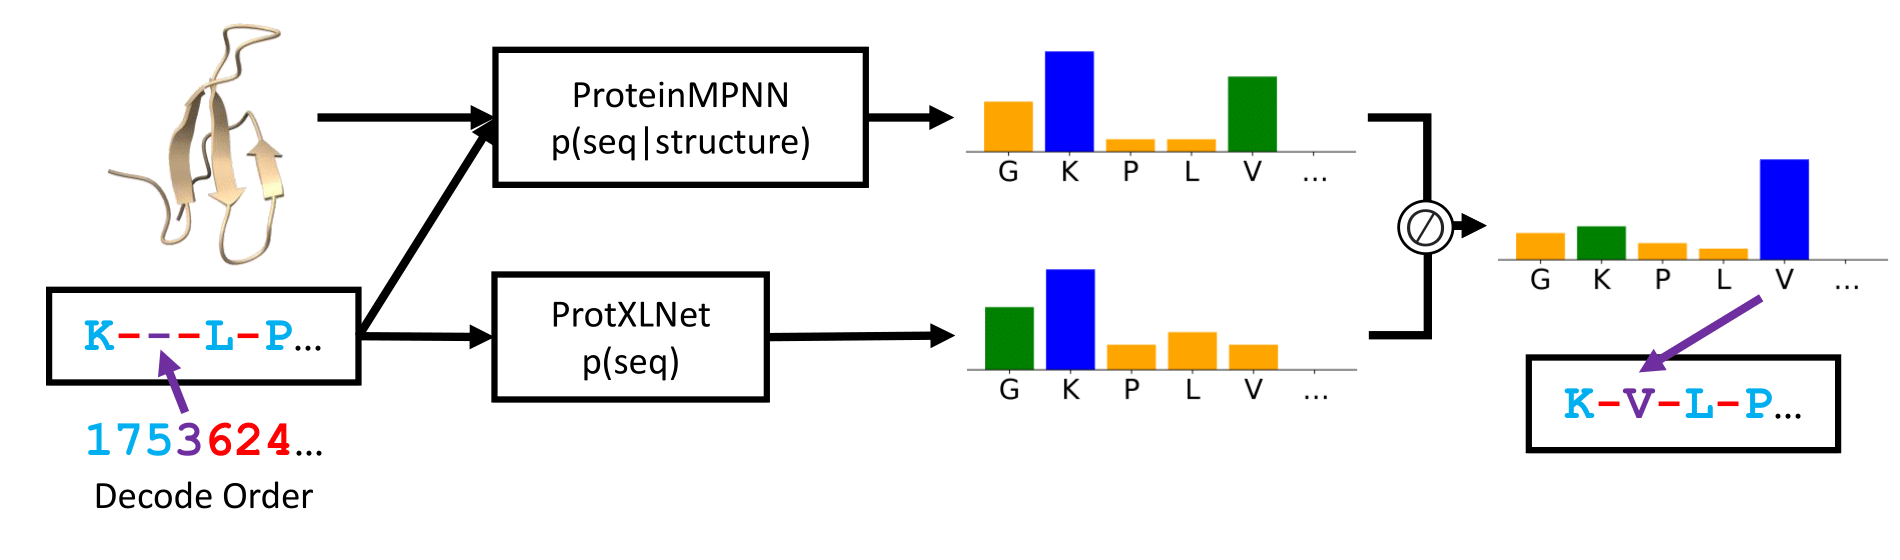 ProteinMPNN
p(seq|structure)
G K P L V ...
K---L-P...
1753624...
Decode Order
ProtXLNet
p(seq)
G K P L V ...
G K P L V ...
K-V-L-P...